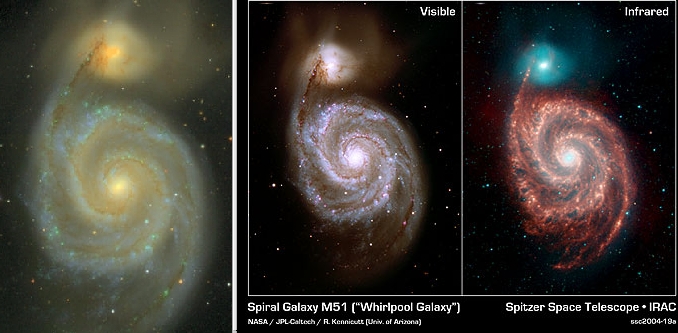 Visible
Infrared
Spiral Galaxy M51 ("Whirlpool Galaxy")
Spitzer Space Telescope • IRAC
NASA / JPL-Caltech / R. Kennicutt (Univ. of Arizona)
ssc2004-19a